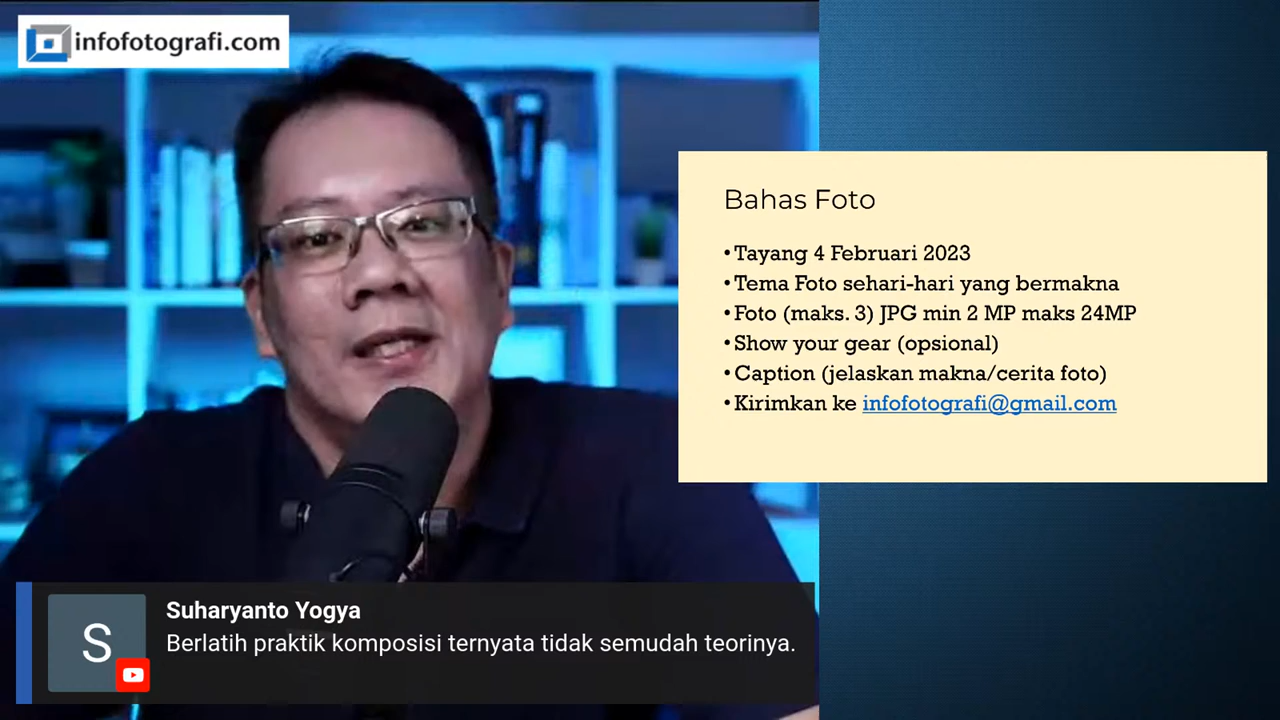 infofotografi.com
Bahas Foto
•Tayang 4 Februari 2023
•Tema Foto sehari-hari yang bermakna
•Foto (maks. 3) JPG min 2 MP maks 24MP
•Show your gear (opsional)
•Caption (jelaskan makna/cerita foto)
•Kirimkan ke infofotografi@gmail.com
S
Suharyanto Yogya
Berlatih praktik komposisi ternyata tidak semudah teorinya.